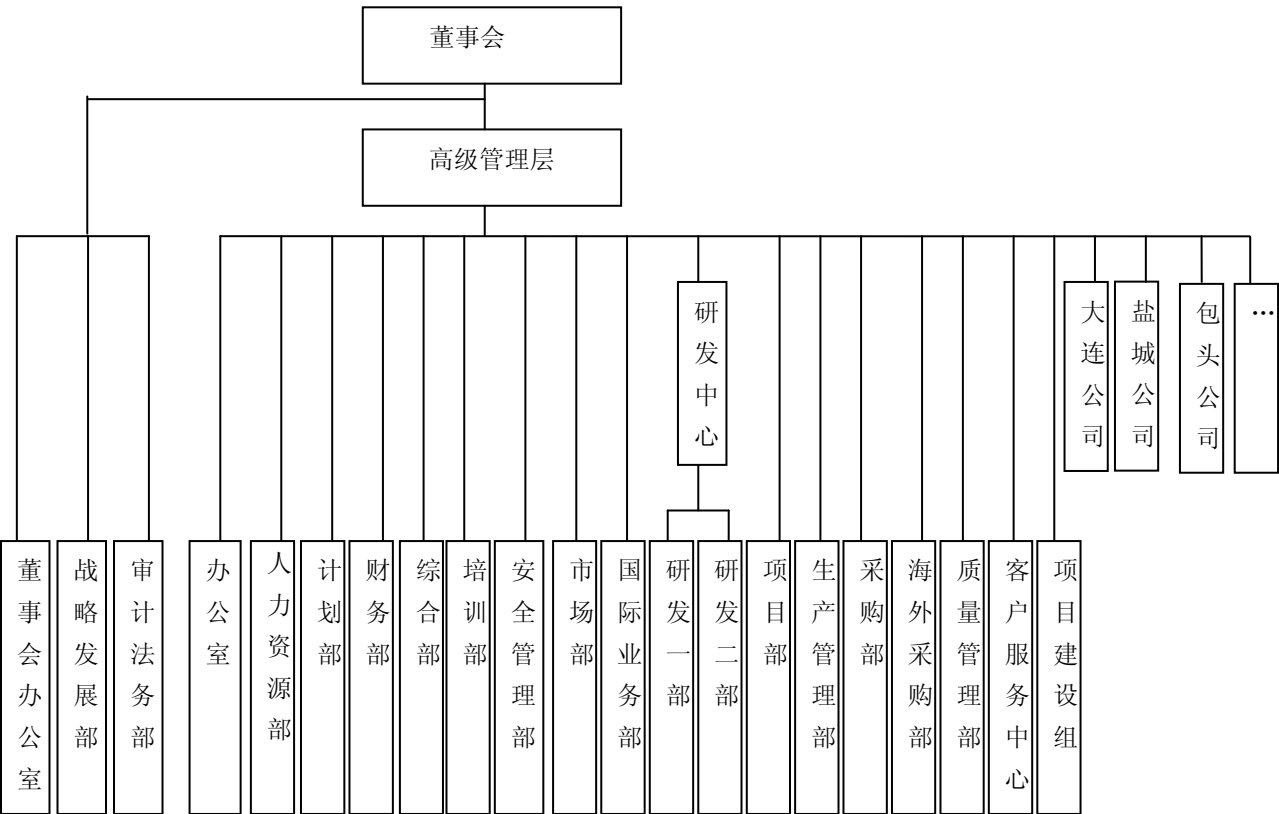 董事会
高级管理层
研发中心
大连公司
盐城公司
包头公司
…
董事会办公室
战略发展部
审计法务部
办公室
人力资源部
计划部
财务部
综合部
培训部
安全管理部
市场部
国际业务部
研发一部
研发二部
项目部
生产管理部
采购部
海外采购部
质量管理部
客户服务中心
项目建设组